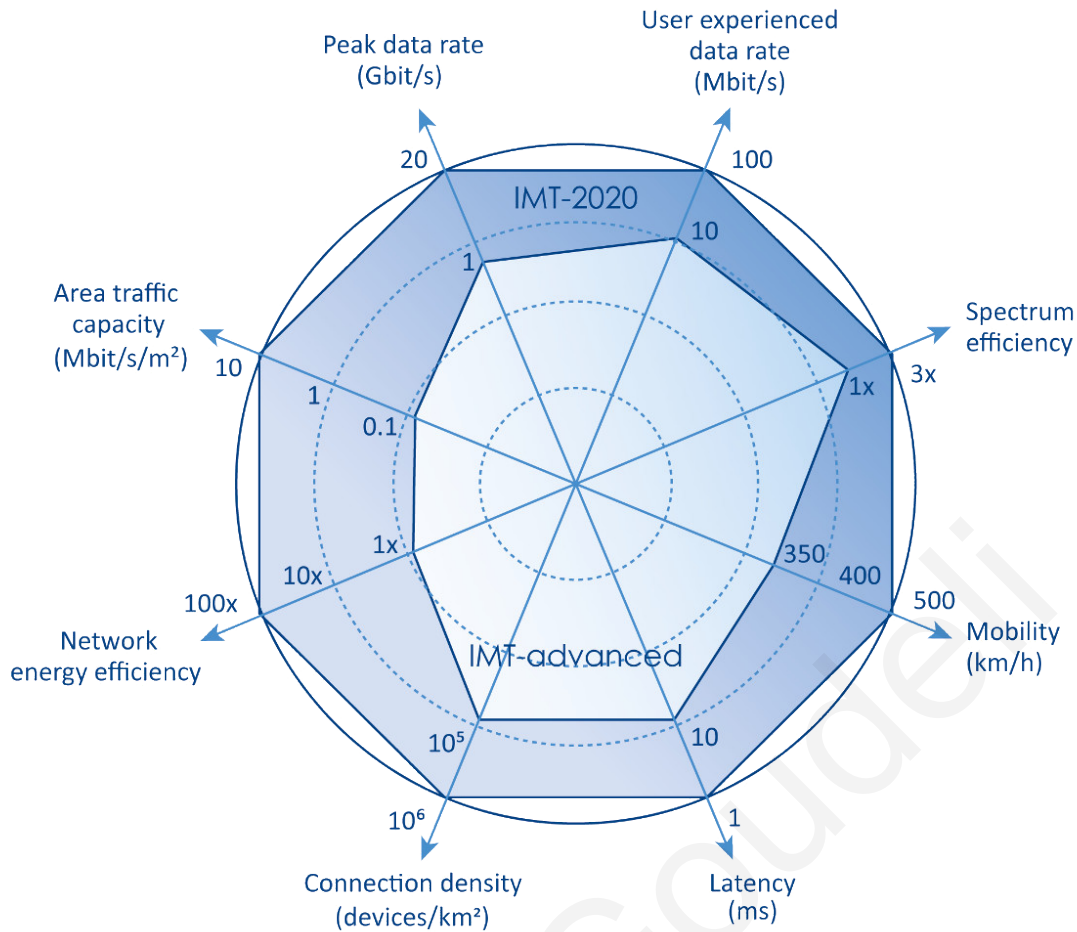 User experienced
data rate
(Mbit/s)
Peak data rate
(Gbit/s)
20
100
IMT-2020
10
1
Area traffic
capacity
(Mbit/s/m²)
Spectrum
efficiency
10
1
0.1
1x
3x
1x
10x
100x
350
400
500
Network
energy efficiency
Mobility
(km/h)
IMT-advanced
10⁵
10
10⁶
1
Connection density
(devices/km²)
Latency
(ms)
Goudeli